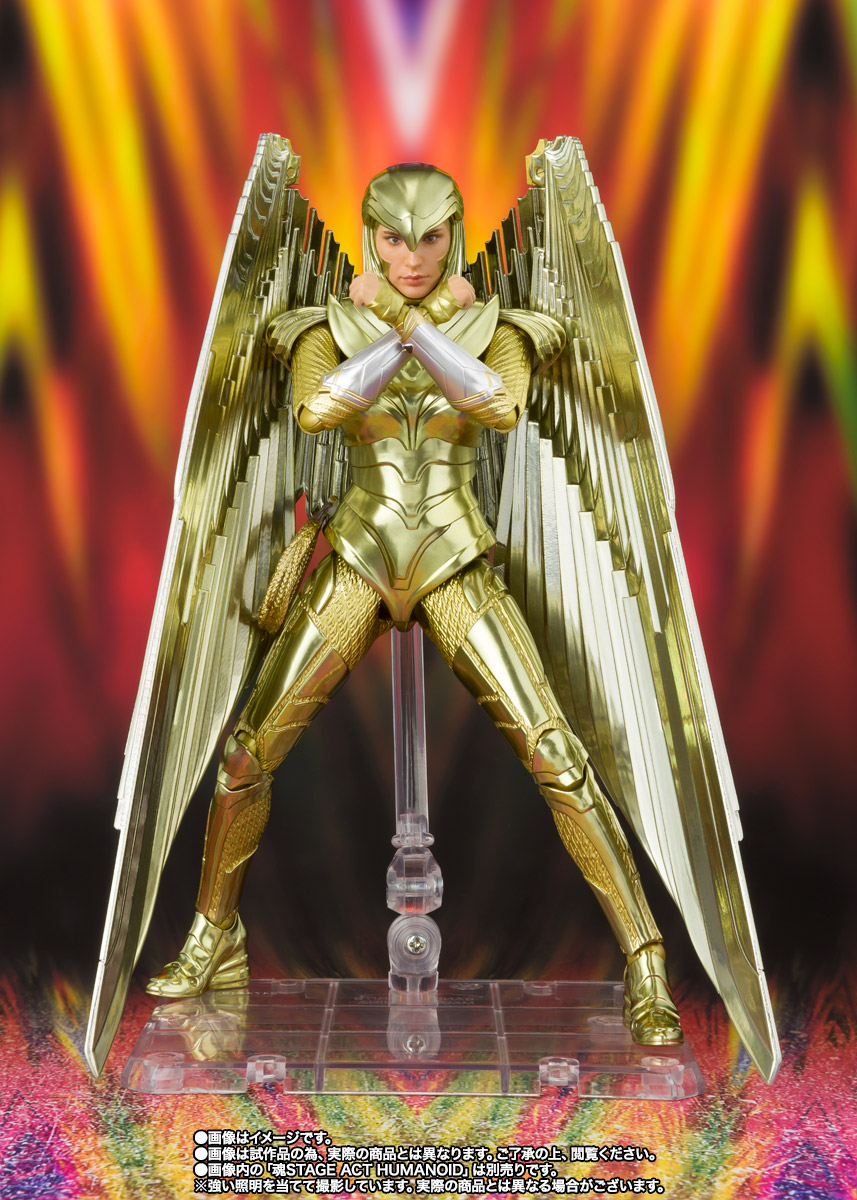 ●画像はイメージです。
●画像は試作品の為、実際の商品とは異なります。ご了承の上、閲覧ください。
●画像内の「魂STAGE ACT HUMANOID」は別売りです。
※強い照明を当てて撮影しています。実際の商品とは異なる場合がございます。